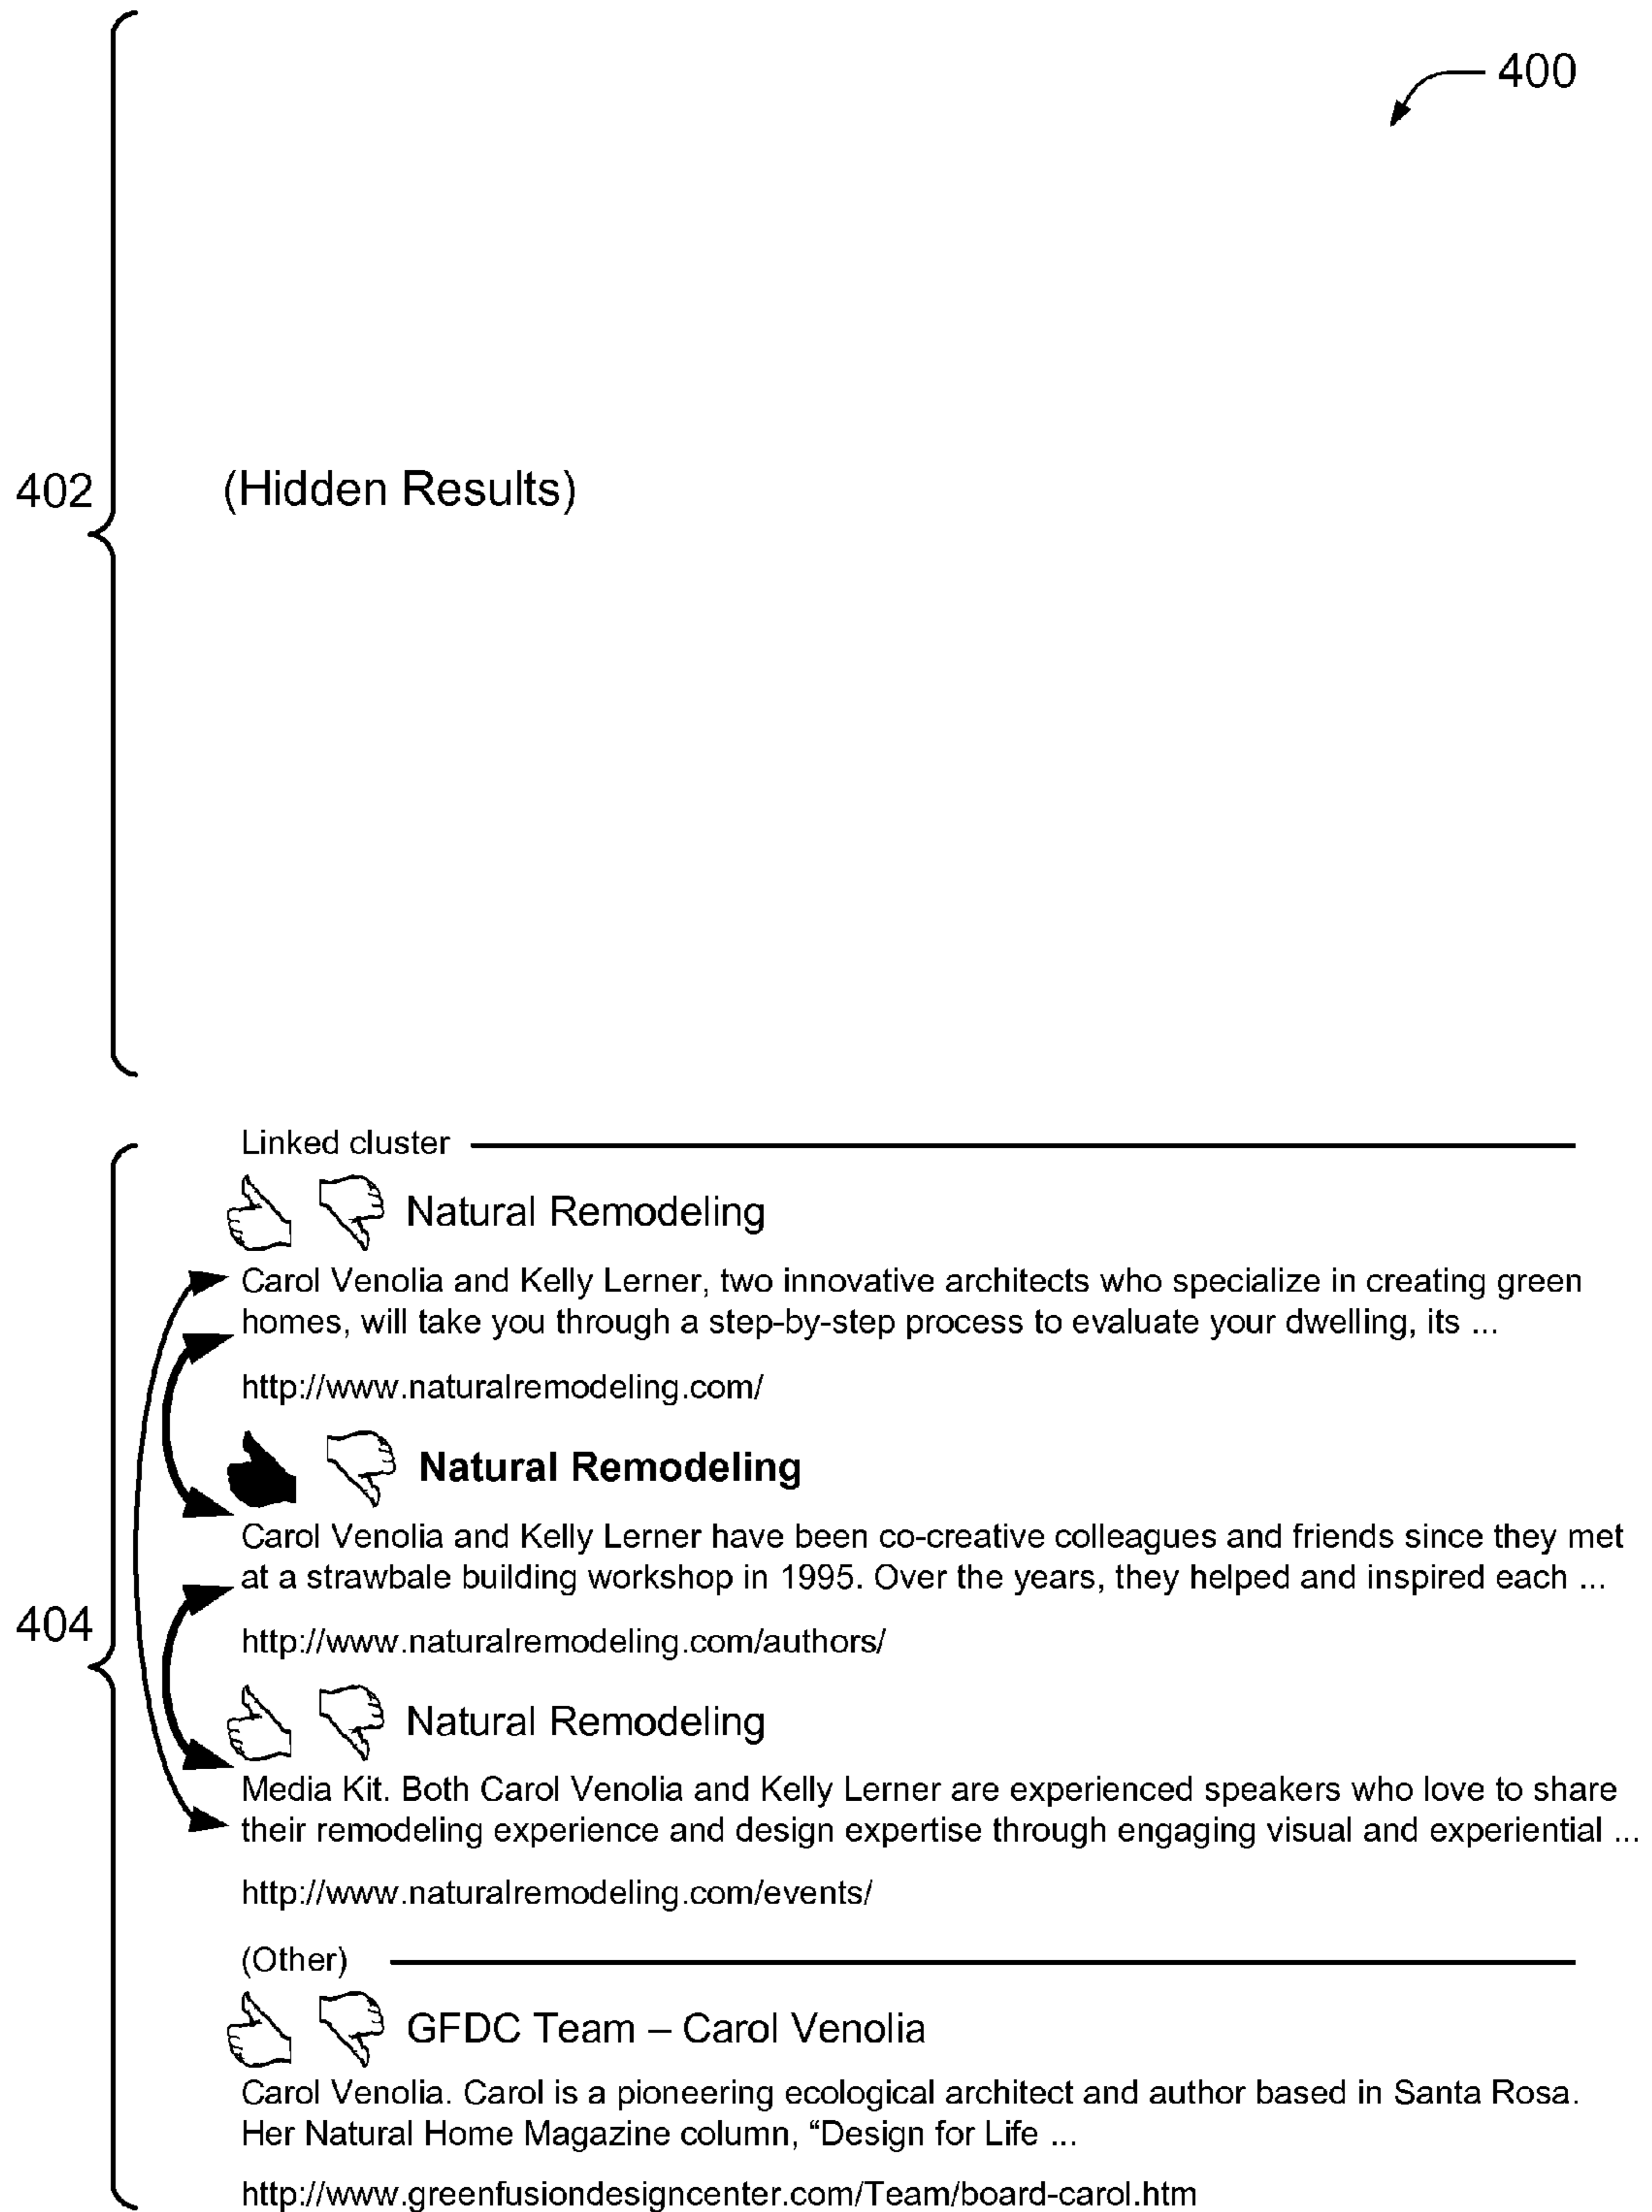 400
402
(Hidden Results)
Linked cluster
Natural Remodeling
Carol Venolia and Kelly Lerner, two innovative architects who specialize in creating green
homes, will take you through a step-by-step process to evaluate your dwelling, its ...
http://www.naturalremodeling.com/
Natural Remodeling
Carol Venolia and Kelly Lerner have been co-creative colleagues and friends since they met
at a strawbale building workshop in 1995. Over the years, they helped and inspired each ...
404
http://www.naturalremodeling.com/authors/
Natural Remodeling
Media Kit. Both Carol Venolia and Kelly Lerner are experienced speakers who love to share
their remodeling experience and design expertise through engaging visual and experiential ...
http://www.naturalremodeling.com/events/
(Other)
GFDC Team – Carol Venolia
Carol Venolia. Carol is a pioneering ecological architect and author based in Santa Rosa.
Her Natural Home Magazine column, “Design for Life ...
http://www.greenfusiondesigncenter.com/Team/board-carol.htm